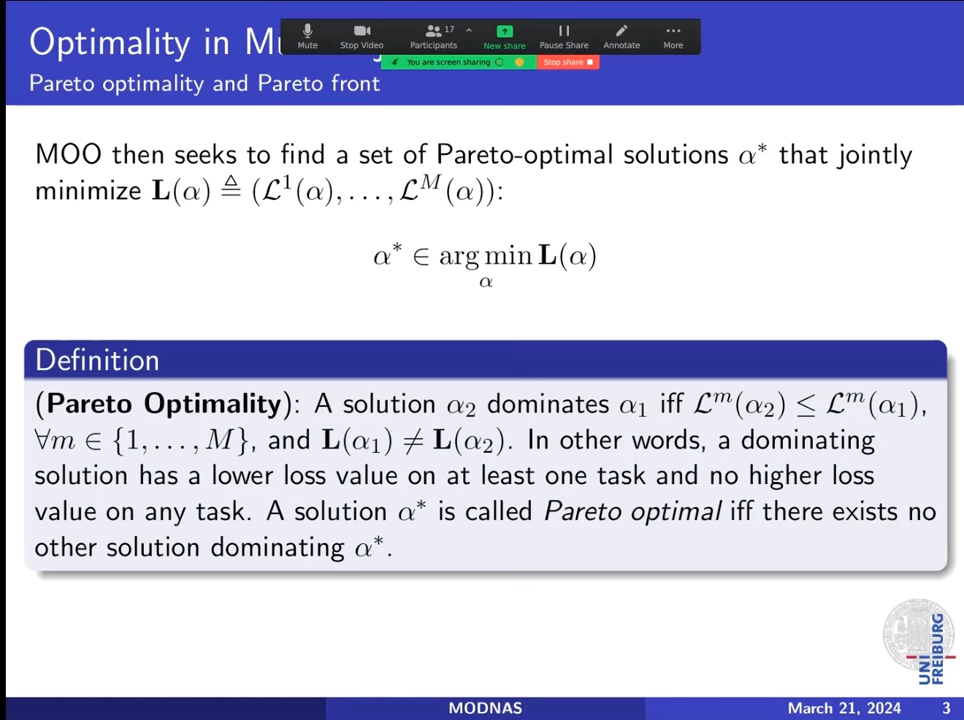 Optimality in Mu
Mute
Stop Video
Participants
17
New share
Pause Share
Annotate
More
You are screen sharing
Stop share
Pareto optimality and Pareto front
MOO then seeks to find a set of Pareto-optimal solutions α* that jointly
minimize L(α) ≜ (ℒ¹(α), . . . , ℒᴹ(α)):
α* ∈ arg min L(α)
α
Definition
(Pareto Optimality): A solution α₂ dominates α₁ iff ℒᵐ(α₂) ≤ ℒᵐ(α₁),
∀m ∈ {1, . . . , M}, and L(α₁) ≠ L(α₂). In other words, a dominating
solution has a lower loss value on at least one task and no higher loss
value on any task. A solution α* is called Pareto optimal iff there exists no
other solution dominating α*.
UNI
FREIBURG
MODNAS
March 21, 2024
3